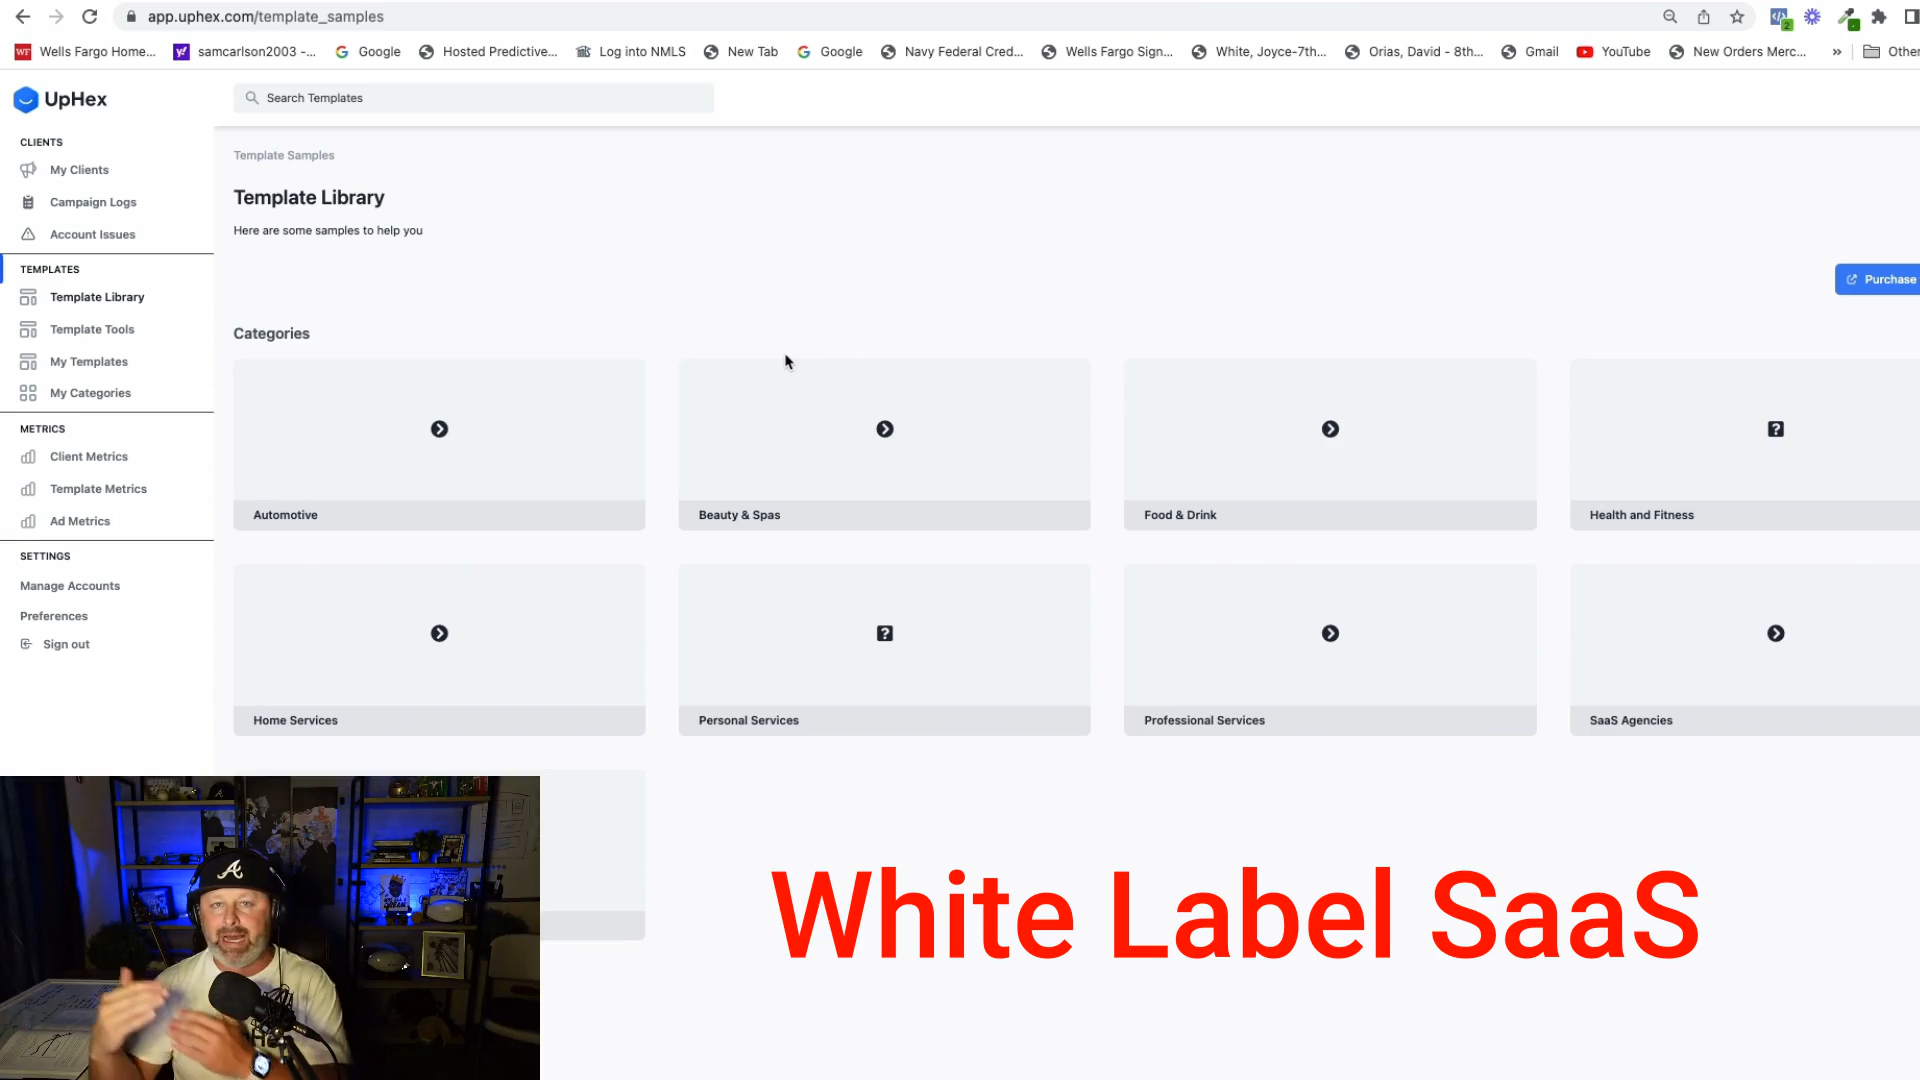 app.uphex.com/template_samples
2
Wells Fargo Home...
samcarlson2003 -...
Google
Hosted Predictive...
Log into NMLS
New Tab
Google
Navy Federal Cred...
Wells Fargo Sign...
White, Joyce-7th...
Orias, David - 8th...
Gmail
YouTube
New Orders Merc...
»
Other
UpHex
Search Templates
CLIENTS
My Clients
Campaign Logs
Account Issues
TEMPLATES
Template Library
Template Tools
My Templates
My Categories
METRICS
Client Metrics
Template Metrics
Ad Metrics
SETTINGS
Manage Accounts
Preferences
Sign out
Template Samples
Template Library
Here are some samples to help you
Purchase
Categories
Automotive
Beauty & Spas
Food & Drink
Health and Fitness
Home Services
Personal Services
Professional Services
SaaS Agencies
White Label SaaS